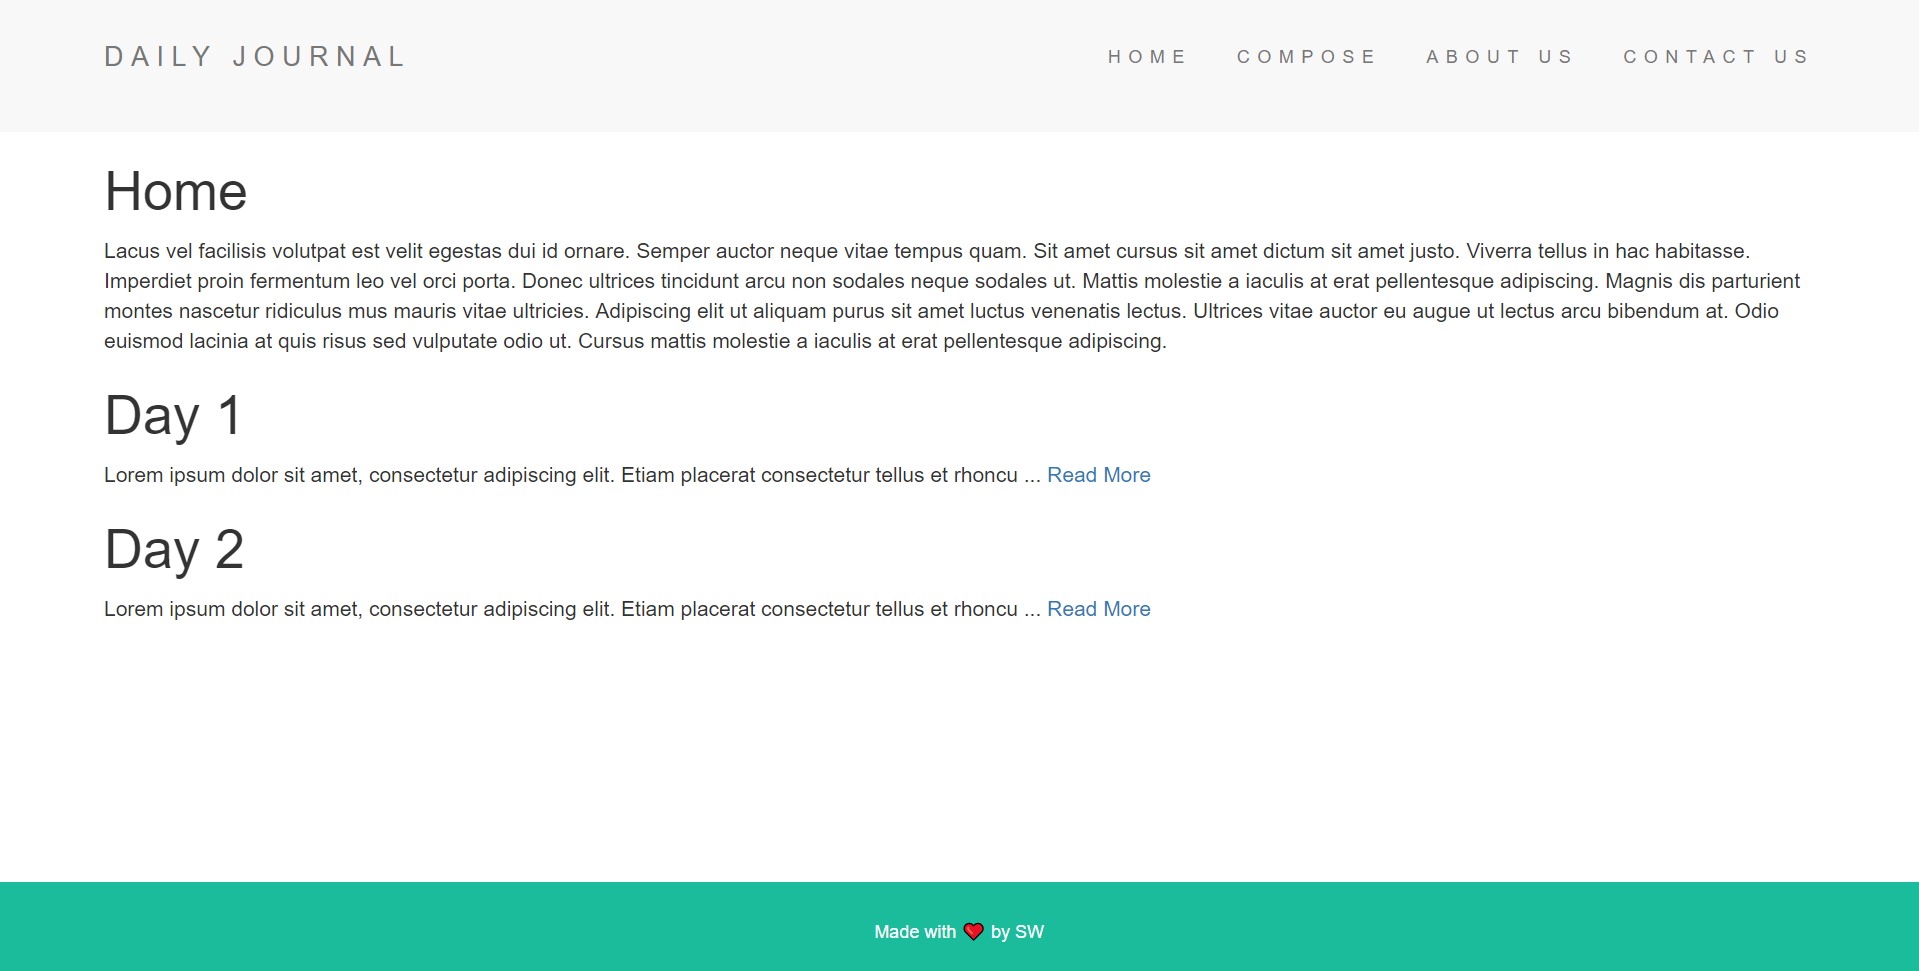 DAILY JOURNAL
HOME COMPOSE ABOUT US CONTACT US
Home
Lacus vel facilisis volutpat est velit egestas dui id ornare. Semper auctor neque vitae tempus quam. Sit amet cursus sit amet dictum sit amet justo. Viverra tellus in hac habitasse.
Imperdiet proin fermentum leo vel orci porta. Donec ultrices tincidunt arcu non sodales neque sodales ut. Mattis molestie a iaculis at erat pellentesque adipiscing. Magnis dis parturient
montes nascetur ridiculus mus mauris vitae ultricies. Adipiscing elit ut aliquam purus sit amet luctus venenatis lectus. Ultrices vitae auctor eu augue ut lectus arcu bibendum at. Odio
euismod lacinia at quis risus sed vulputate odio ut. Cursus mattis molestie a iaculis at erat pellentesque adipiscing.
Day 1
Lorem ipsum dolor sit amet, consectetur adipiscing elit. Etiam placerat consectetur tellus et rhoncu ... Read More
Day 2
Lorem ipsum dolor sit amet, consectetur adipiscing elit. Etiam placerat consectetur tellus et rhoncu ... Read More
Made with ❤️ by SW